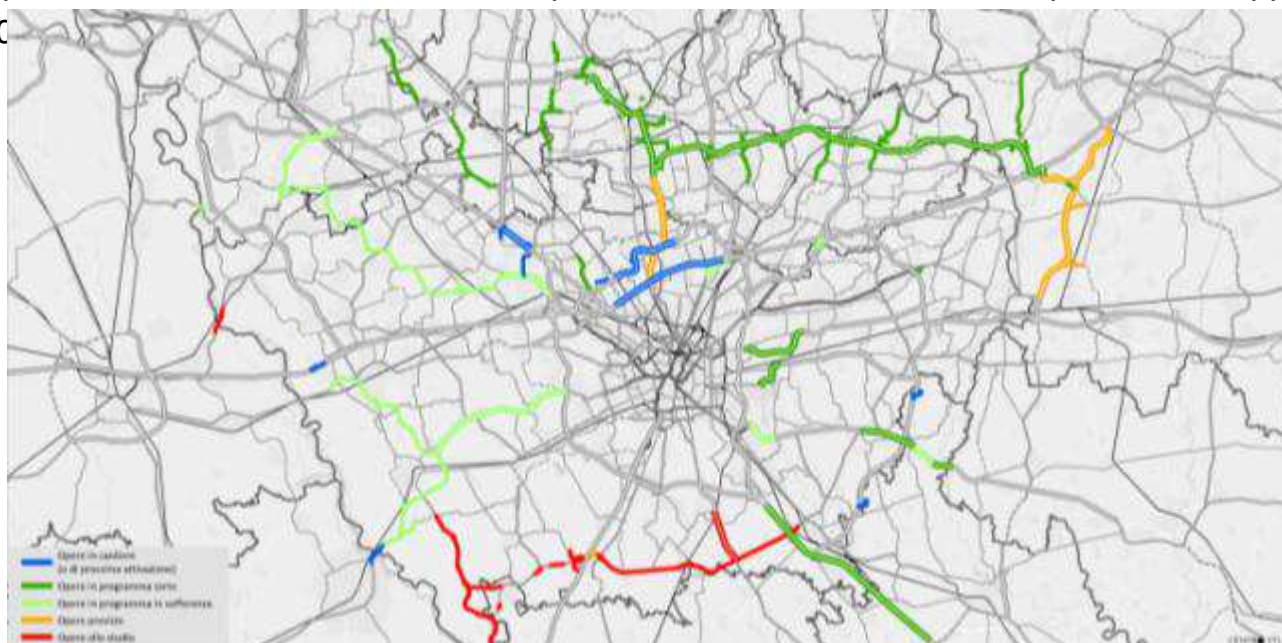 Opere in cantiere
(o di prossima attivazione)
Opere in programma certe
Opere in programma in sofferenza
Opere previste
Opere allo studio